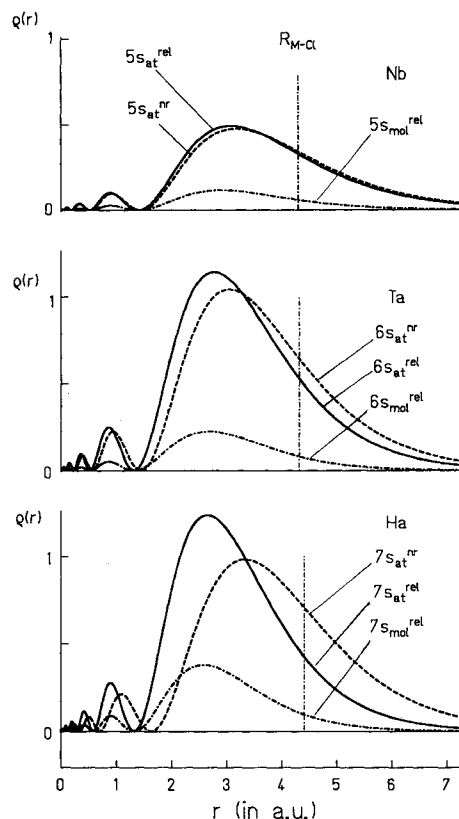 ϱ(r)
1
R_M-Cl
Nb
5s_at^rel
5s_at^nr
5s_mol^rel
0
ϱ(r)
1
Ta
6s_at^nr
6s_at^rel
6s_mol^rel
0
ϱ(r)
1
Ha
7s_at^nr
7s_at^rel
7s_mol^rel
0
0 1 2 3 4 5 6 7
r (in a.u.)